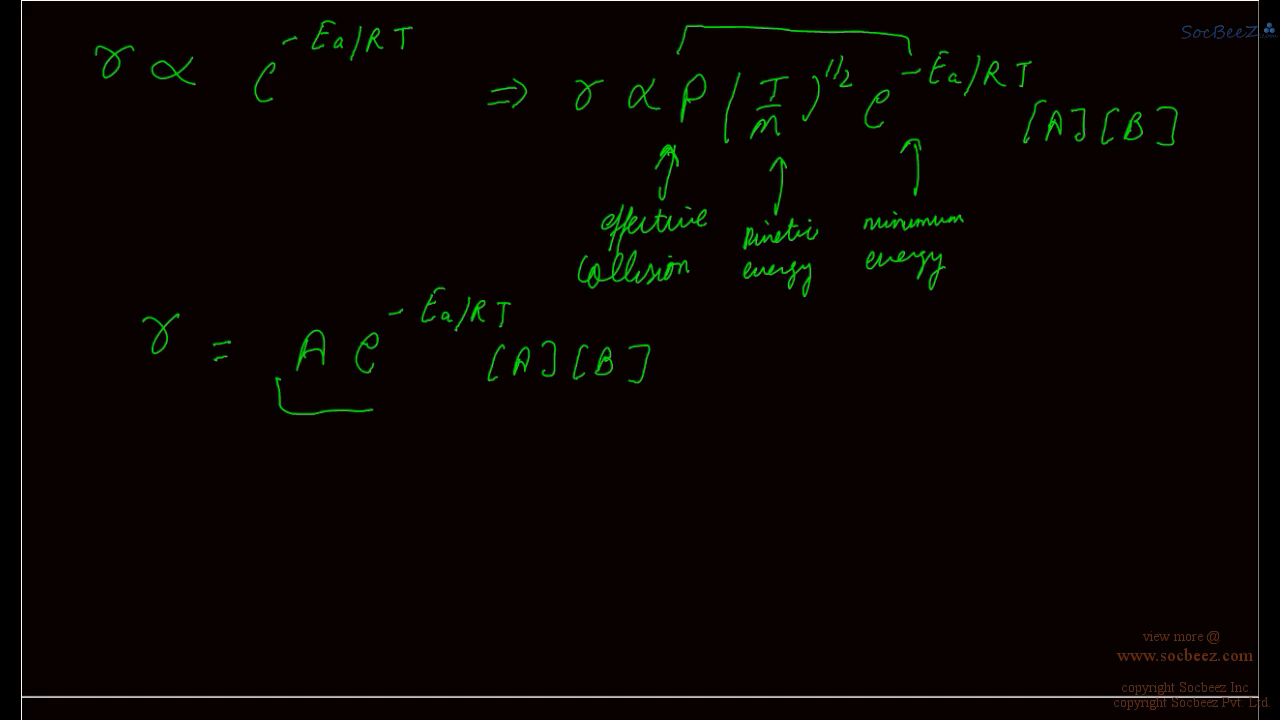 SocBeeZ
r ∝ e^{-Ea/RT} ⇒ r ∝ P (T/m)^{1/2} e^{-Ea/RT} [A][B]
effective kinetic minimum
collision energy energy
r = A e^{-Ea/RT} [A][B]
view more @
www.socbeez.com
copyright Socbeez Inc.
copyright Socbeez Pvt. Ltd.